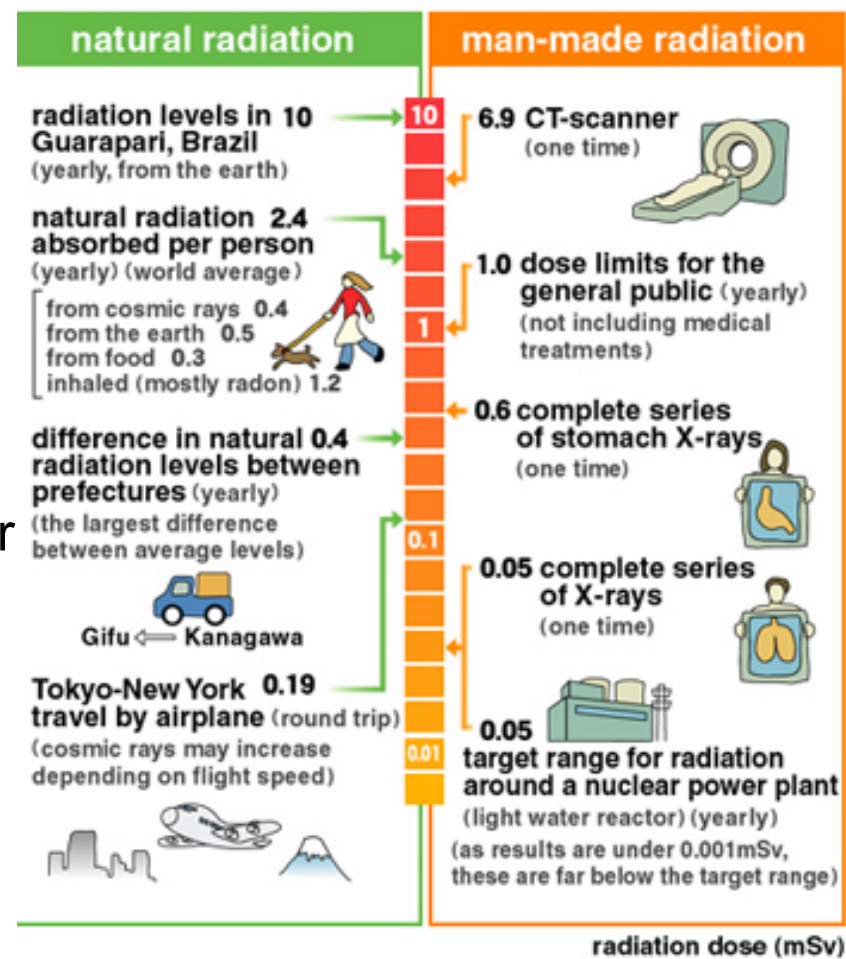 natural radiation
radiation levels in 10
Guarapari, Brazil
(yearly, from the earth)
natural radiation 2.4
absorbed per person
(yearly) (world average)
from cosmic rays 0.4
from the earth 0.5
from food 0.3
inhaled (mostly radon) 1.2
difference in natural 0.4
radiation levels between
prefectures (yearly)
(the largest difference
between average levels)
r
Gifu ⇐ Kanagawa
Tokyo-New York 0.19
travel by airplane (round trip)
(cosmic rays may increase
depending on flight speed)
10
1
0.1
0.01
man-made radiation
6.9 CT-scanner
(one time)
1.0 dose limits for the
general public (yearly)
(not including medical
treatments)
0.6 complete series
of stomach X-rays
(one time)
0.05 complete series
of X-rays
(one time)
0.05
target range for radiation
around a nuclear power plant
(light water reactor) (yearly)
(as results are under 0.001mSv,
these are far below the target range)
radiation dose (mSv)